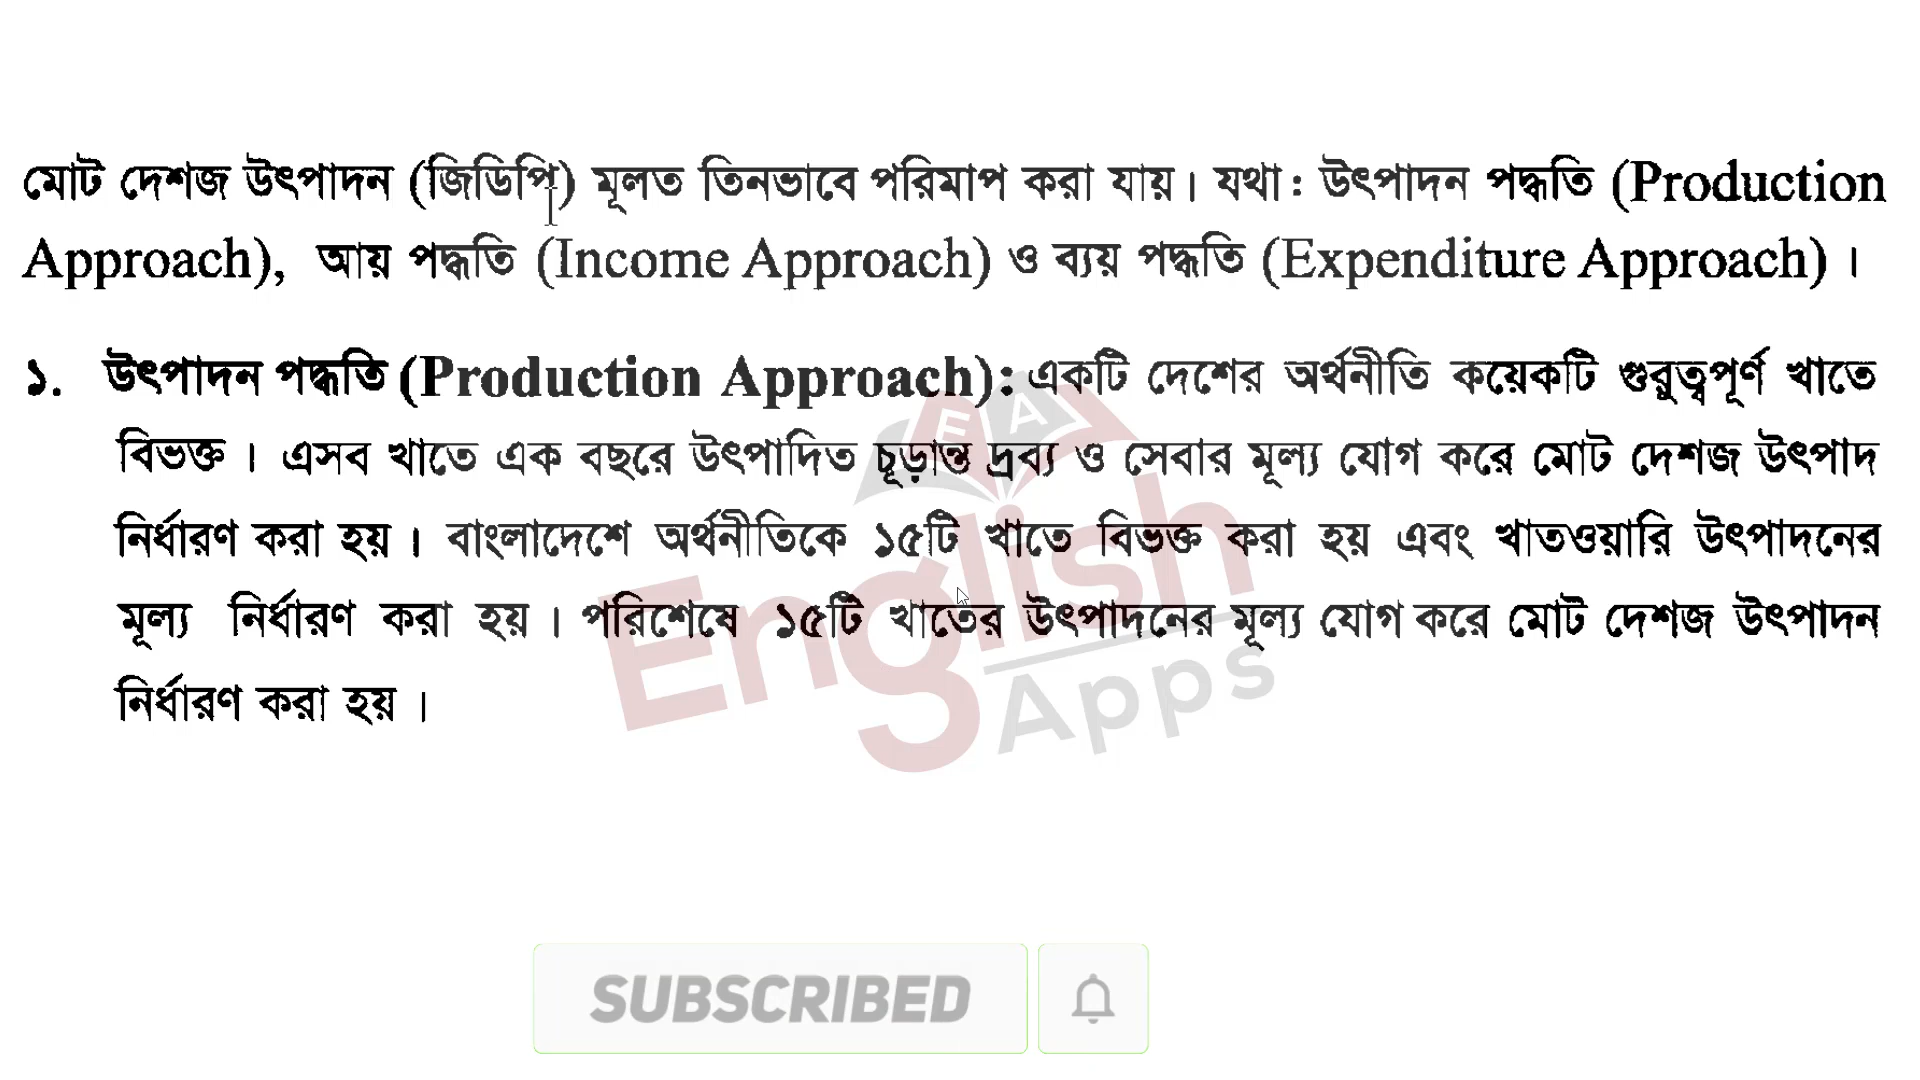 মোট দেশজ উৎপাদন (জিডিপি) মূলত তিনভাবে পরিমাপ করা যায়। যথা: উৎপাদন পদ্ধতি (Production
Approach), আয় পদ্ধতি (Income Approach) ও ব্যয় পদ্ধতি (Expenditure Approach) ।
১. উৎপাদন পদ্ধতি (Production Approach): একটি দেশের অর্থনীতি কয়েকটি গুরুত্বপূর্ণ খাতে
বিভক্ত । এসব খাতে এক বছরে উৎপাদিত চূড়ান্ত দ্রব্য ও সেবার মূল্য যোগ করে মোট দেশজ উৎপাদ
নির্ধারণ করা হয় । বাংলাদেশে অর্থনীতিকে ১৫টি খাতে বিভক্ত করা হয় এবং খাতওয়ারি উৎপাদনের
মূল্য নির্ধারণ করা হয় । পরিশেষে ১৫টি খাতের উৎপাদনের মূল্য যোগ করে মোট দেশজ উৎপাদন
নির্ধারণ করা হয় ।
EA
English
Apps
SUBSCRIBED